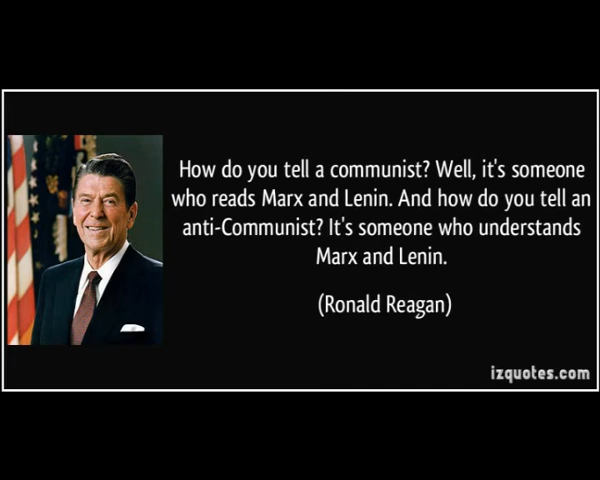 How do you tell a communist? Well, it's someone
who reads Marx and Lenin. And how do you tell an
anti-Communist? It's someone who understands
Marx and Lenin.
(Ronald Reagan)
izquotes.com